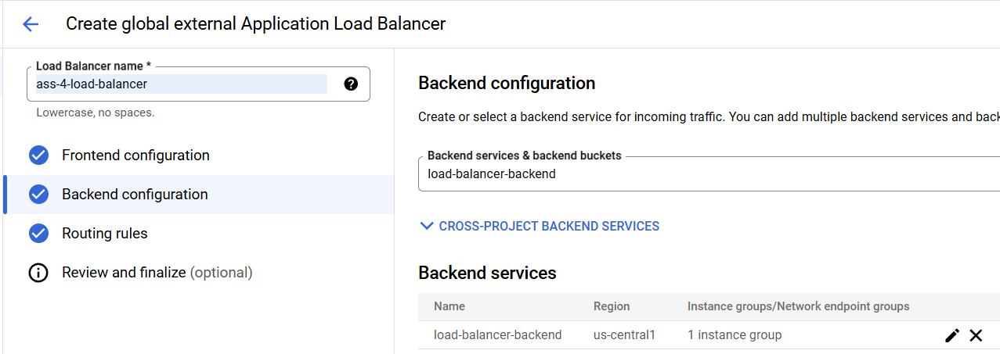 Create global external Application Load Balancer
Load Balancer name *
ass-4-load-balancer
Lowercase, no spaces.
Frontend configuration
Backend configuration
Routing rules
Review and finalize (optional)
Backend configuration
Create or select a backend service for incoming traffic. You can add multiple backend services and back
Backend services & backend buckets
load-balancer-backend
CROSS-PROJECT BACKEND SERVICES
Backend services
Name Region Instance groups/Network endpoint groups
load-balancer-backend us-central1 1 instance group